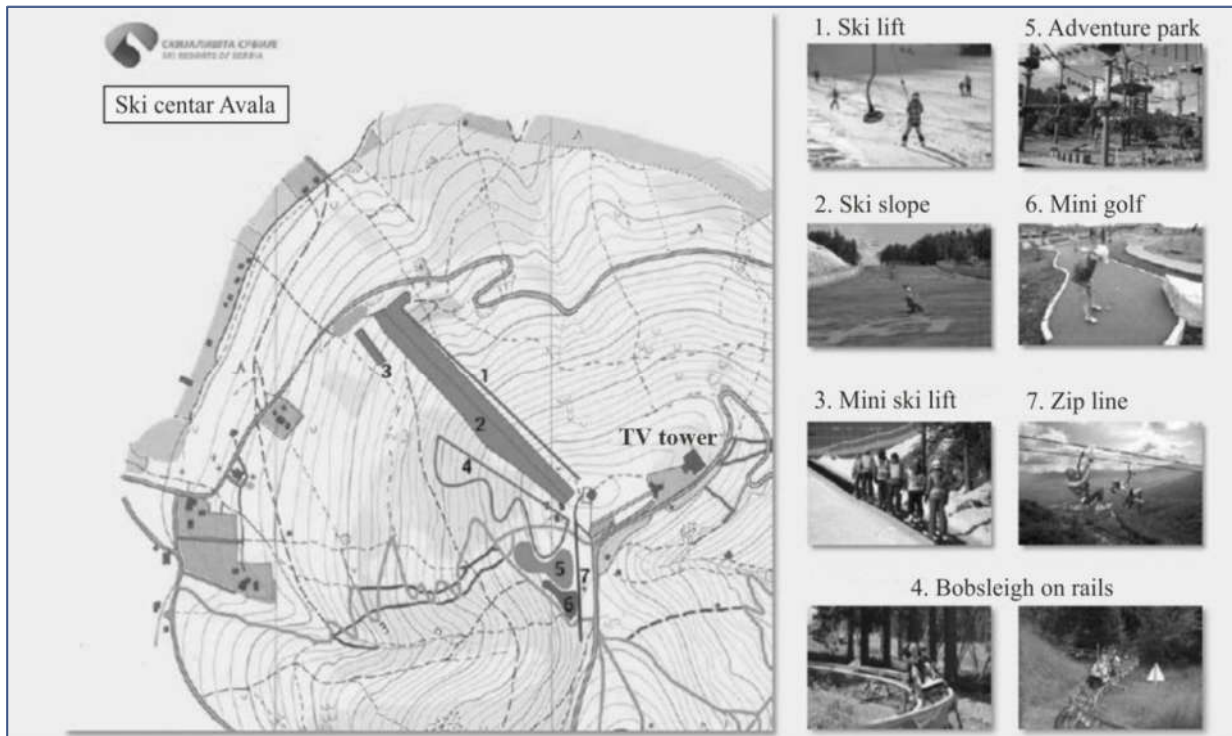 СКИЈАЛИШТА СРБИЈЕ
SKI RESORTS OF SERBIA
Ski centar Avala
1. Ski lift
5. Adventure park
2. Ski slope
6. Mini golf
3. Mini ski lift
7. Zip line
4. Bobsleigh on rails
1
3
2
TV tower
4
5
7
6